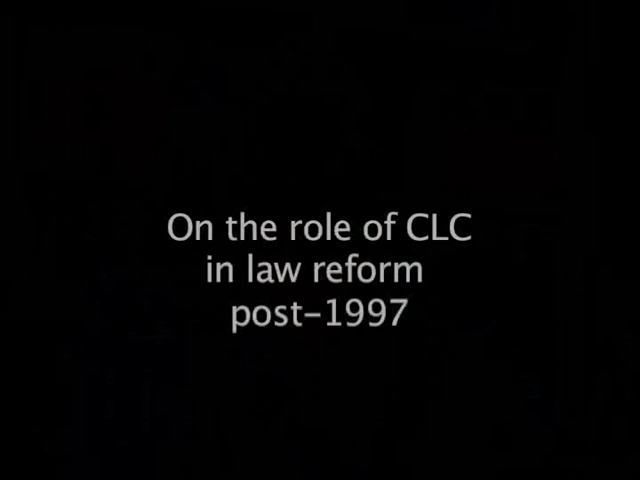 On the role of CLC
in law reform
post-1997